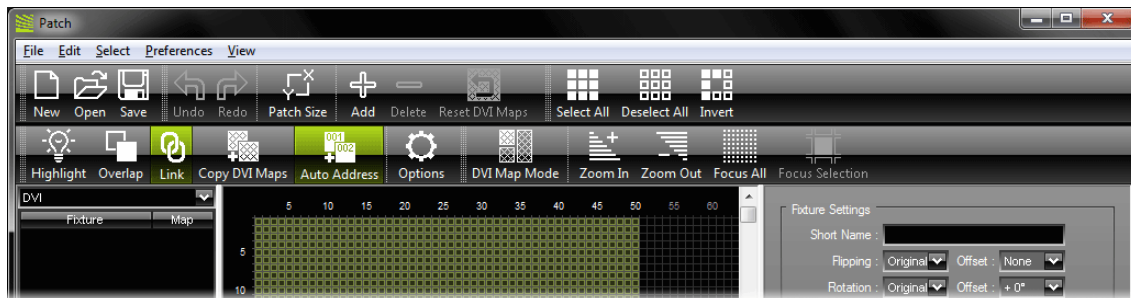 Patch
File Edit Select Preferences View
New Open Save Undo Redo Patch Size Add Delete Reset DVI Maps Select All Deselect All Invert
001
002
Highlight Overlap Link Copy DVI Maps Auto Address Options DVI Map Mode Zoom In Zoom Out Focus All Focus Selection
DVI
Fixture Map
5 10 15 20 25 30 35 40 45 50 55 60
5
10
Fixture Settings
Short Name :
Flipping : Original Offset : None
Rotation : Original Offset : + 0°